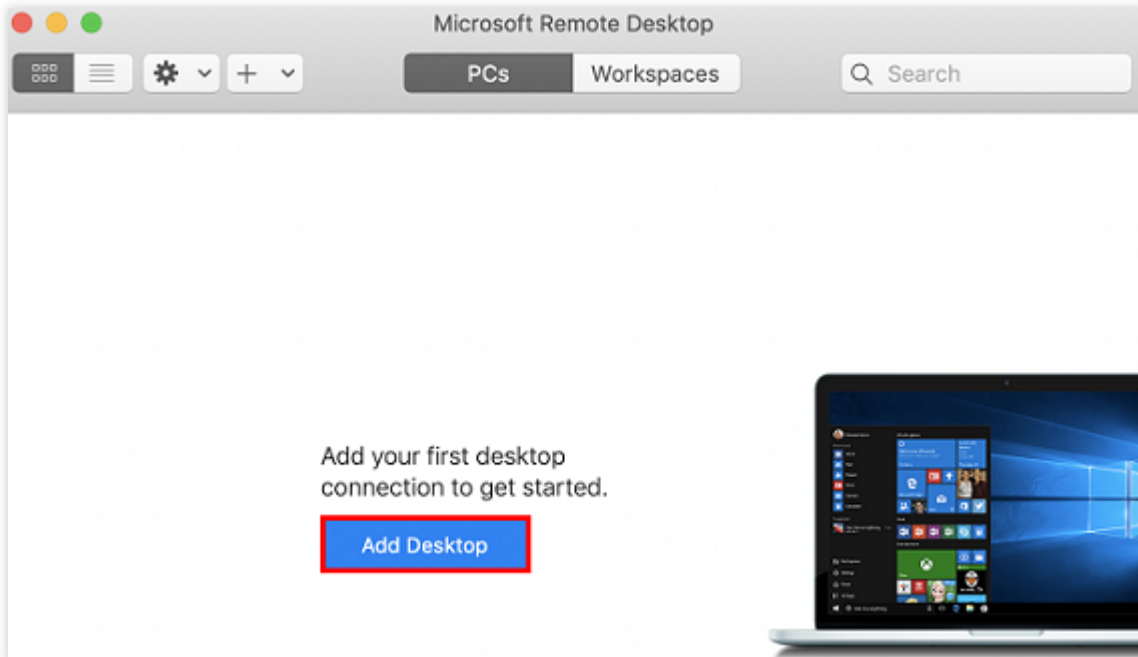 Microsoft Remote Desktop
PCs
Workspaces
Search
Add your first desktop
connection to get started.
Add Desktop